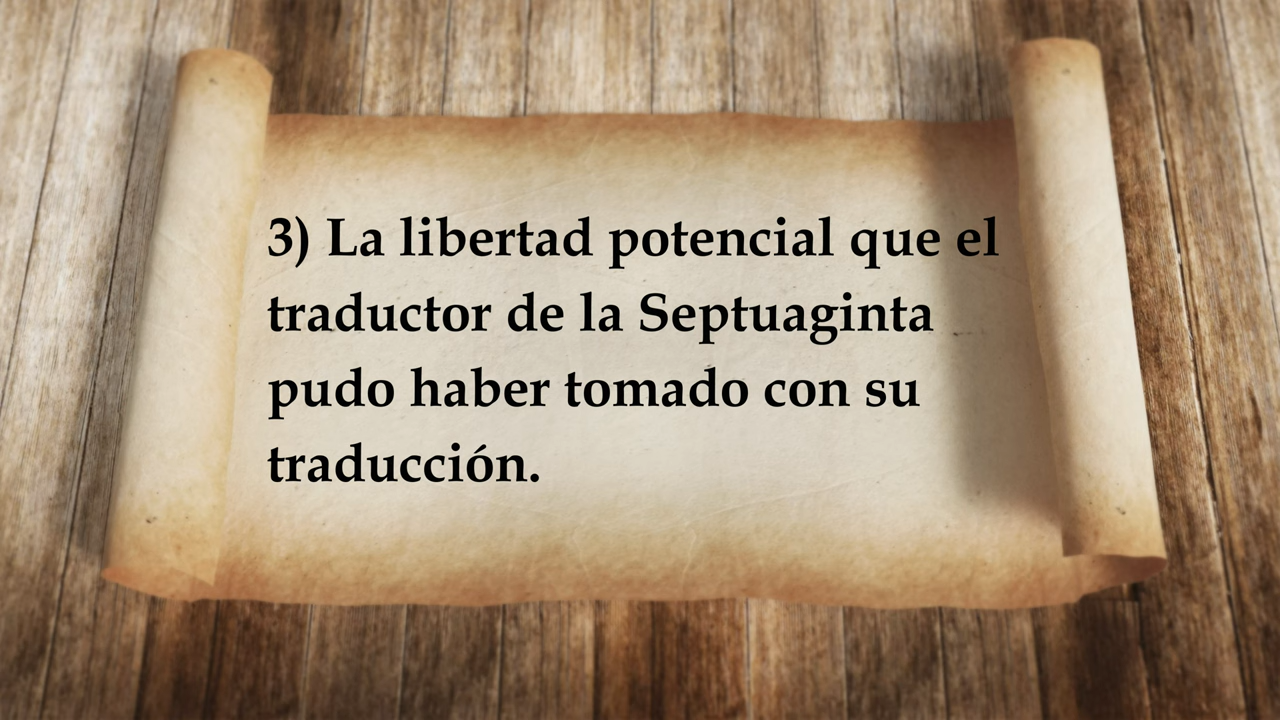 3) La libertad potencial que el
traductor de la Septuaginta
pudo haber tomado con su
traducción.